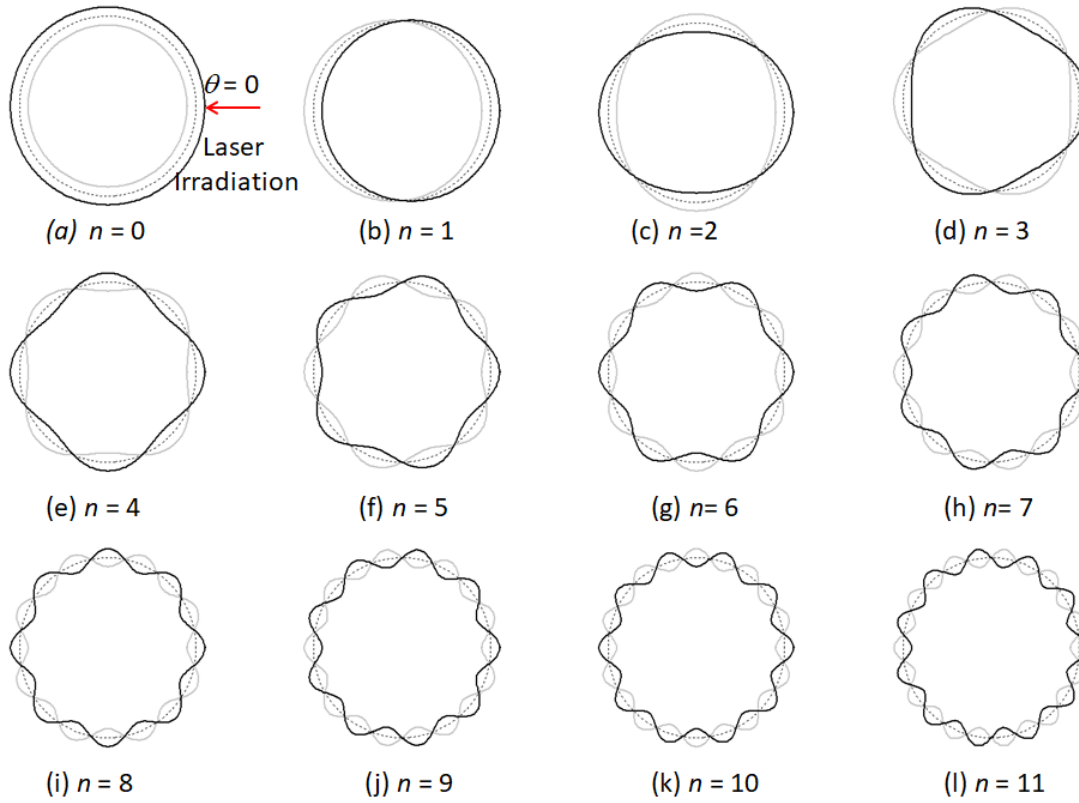 θ = 0
Laser
Irradiation
(a) n = 0
(b) n = 1
(c) n =2
(d) n = 3
(e) n = 4
(f) n = 5
(g) n= 6
(h) n= 7
(i) n = 8
(j) n = 9
(k) n = 10
(l) n = 11